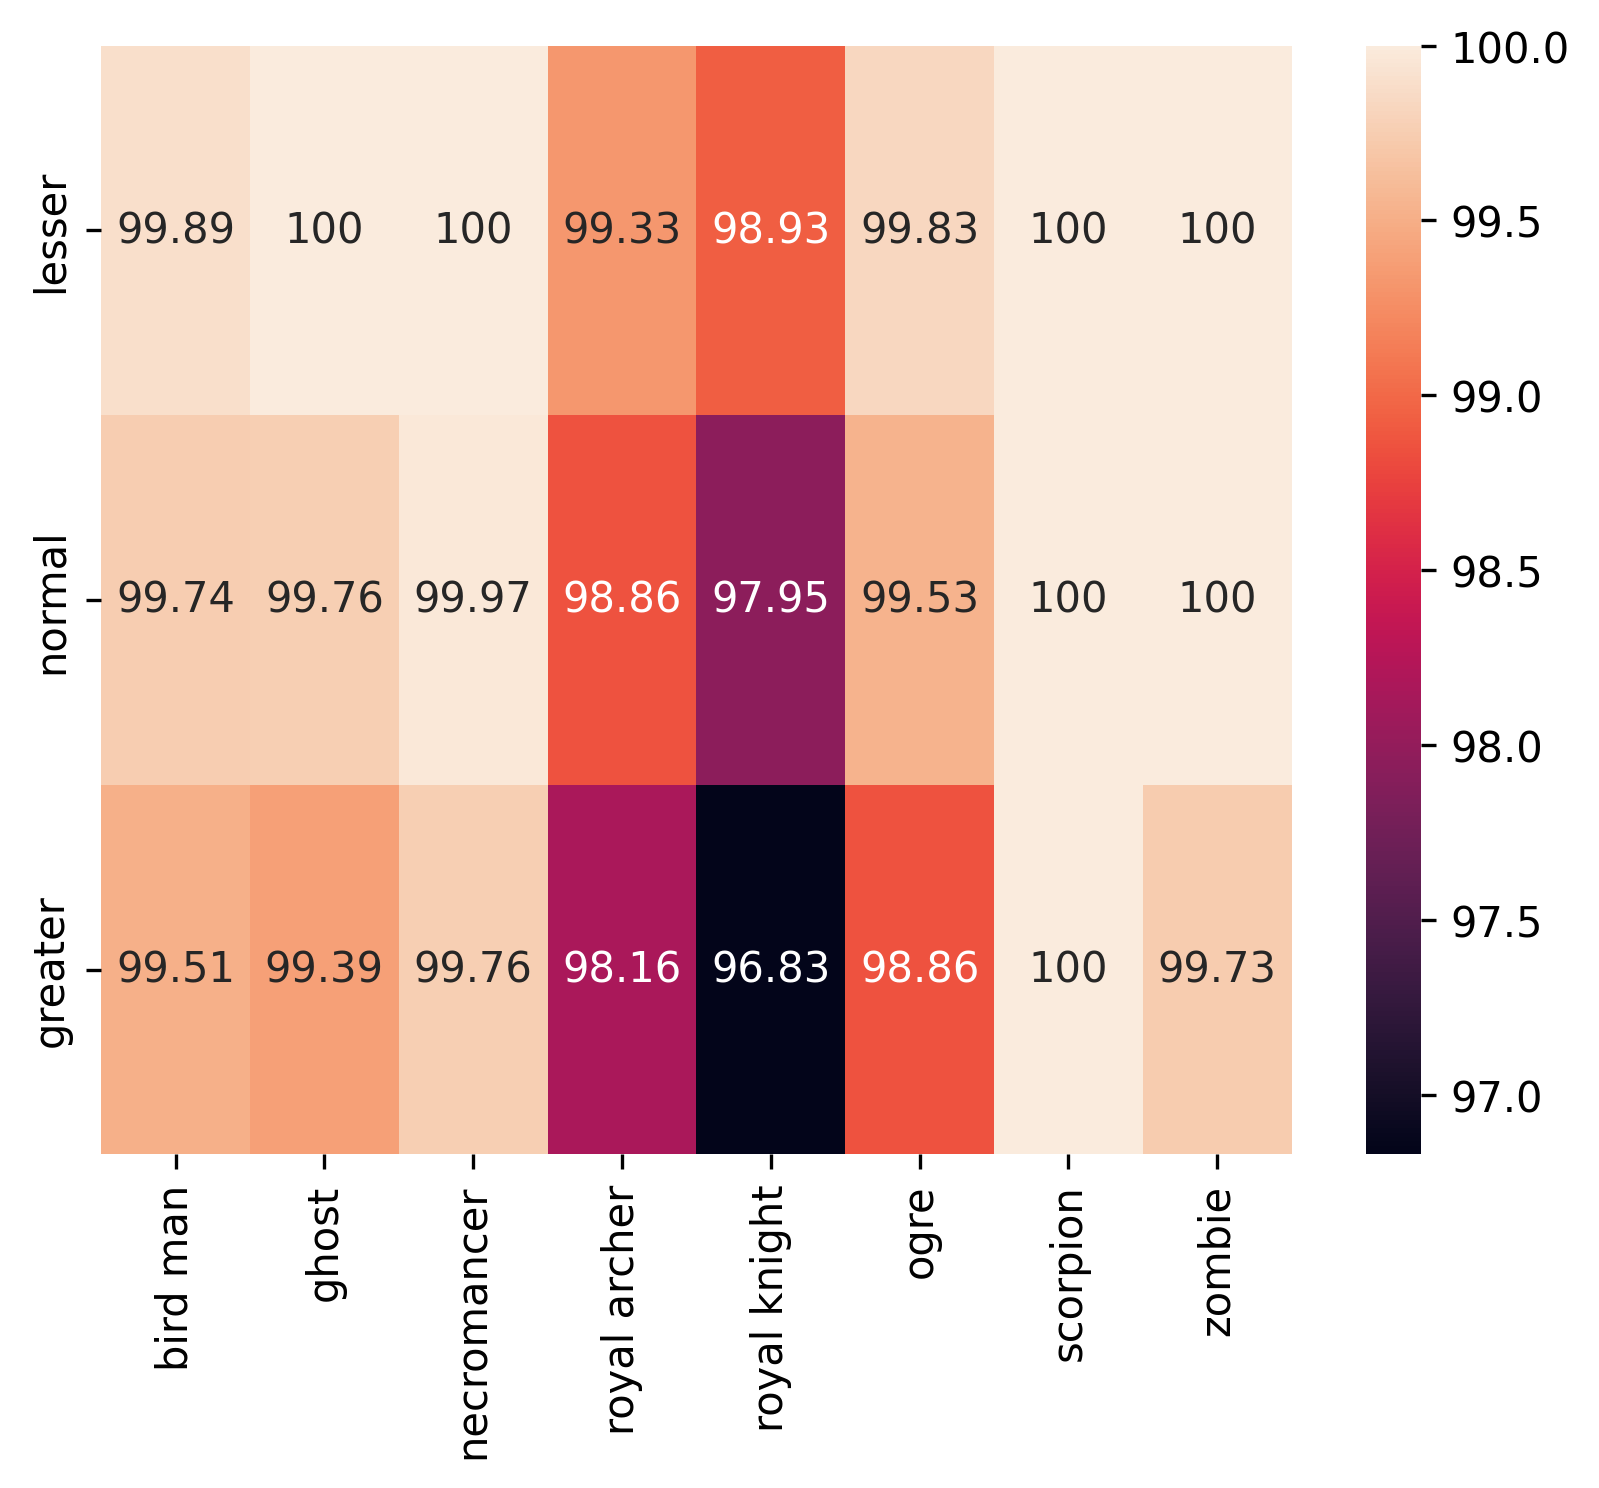 lesser 99.89 100 100 99.33 98.93 99.83 100 100
normal 99.74 99.76 99.97 98.86 97.95 99.53 100 100
greater 99.51 99.39 99.76 98.16 96.83 98.86 100 99.73
bird man
ghost
necromancer
royal archer
royal knight
ogre
scorpion
zombie
100.0
99.5
99.0
98.5
98.0
97.5
97.0